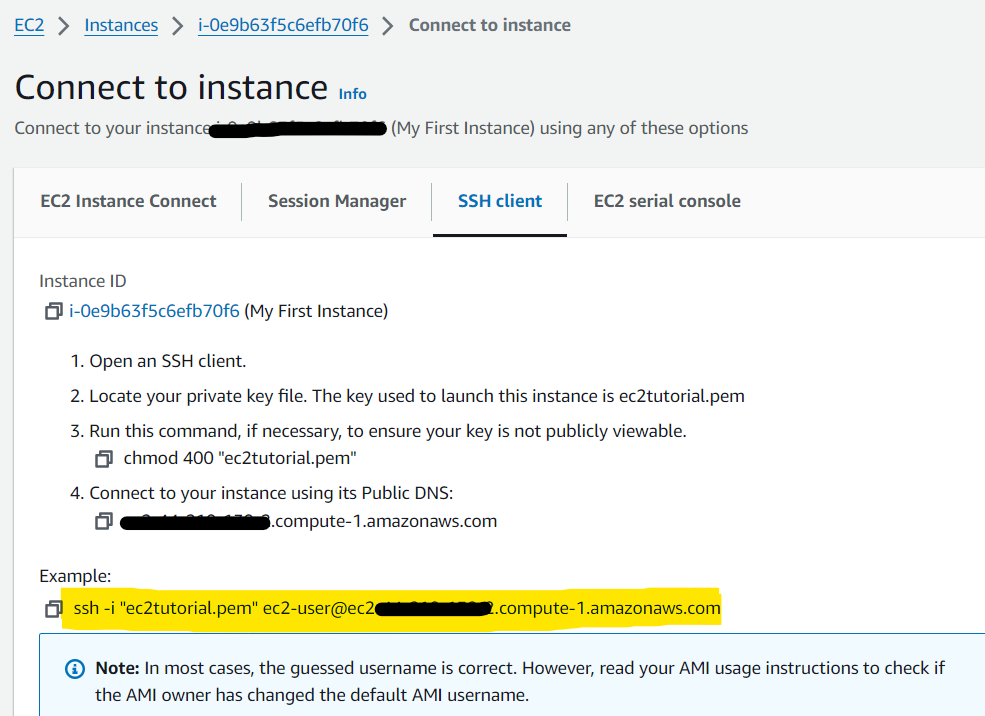 EC2 > Instances > i-0e9b63f5c6efb70f6 > Connect to instance
Connect to instance Info
Connect to your instance (My First Instance) using any of these options
EC2 Instance Connect Session Manager SSH client EC2 serial console
Instance ID
i-0e9b63f5c6efb70f6 (My First Instance)
1. Open an SSH client.
2. Locate your private key file. The key used to launch this instance is ec2tutorial.pem
3. Run this command, if necessary, to ensure your key is not publicly viewable.
chmod 400 "ec2tutorial.pem"
4. Connect to your instance using its Public DNS:
.compute-1.amazonaws.com
Example:
ssh -i "ec2tutorial.pem" ec2-user@ec2 .compute-1.amazonaws.com
Note: In most cases, the guessed username is correct. However, read your AMI usage instructions to check if
the AMI owner has changed the default AMI username.